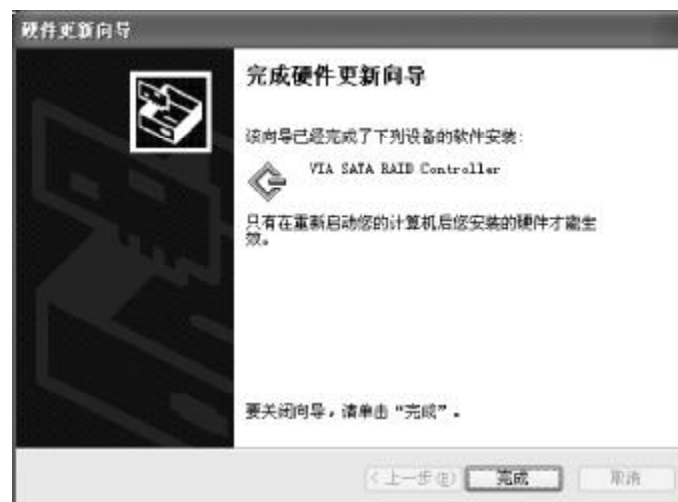 硬件更新向导
完成硬件更新向导
该向导已经完成了下列设备的软件安装:
VIA SATA RAID Controller
只有在重新启动您的计算机后您安装的硬件才能生
效。
要关闭向导,请单击“完成”。
<上一步(B)
完成
取消